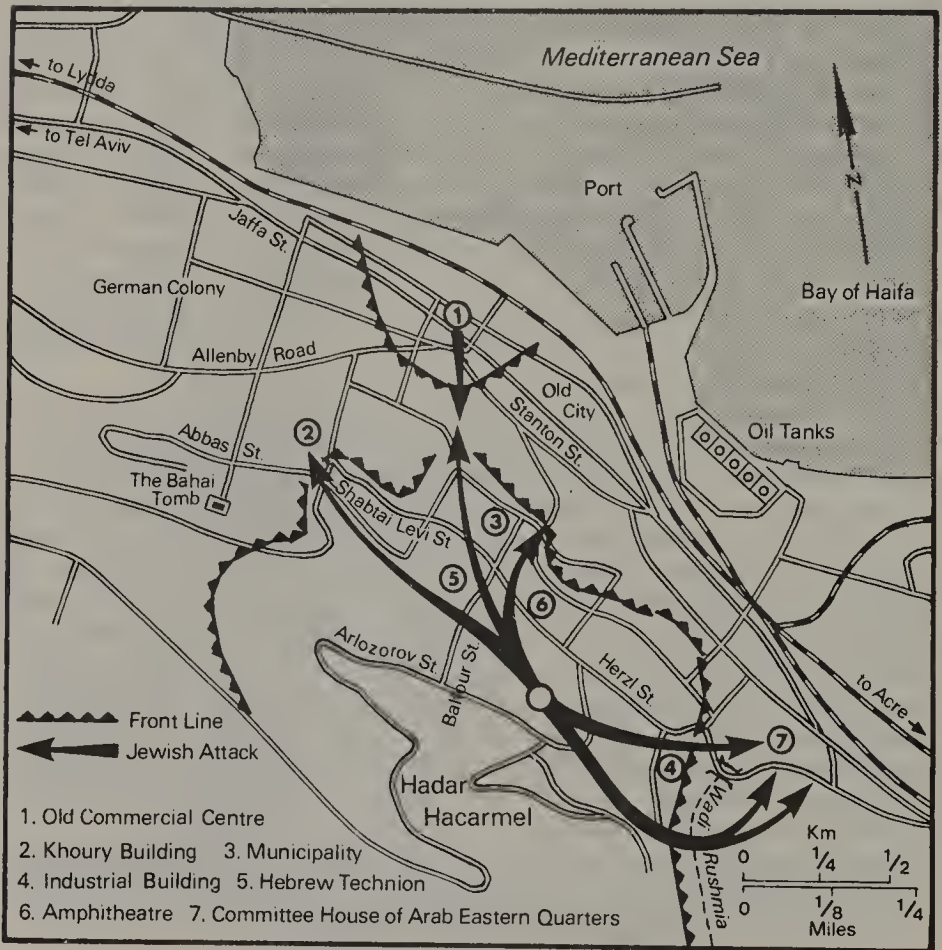 Mediterranean Sea
to Lydda
to Tel Aviv
N
Port
Jaffa St.
German Colony
Bay of Haifa
①
Allenby Road
Old
City
Stanton St.
Oil Tanks
②
Abbas St.
The Bahai
Tomb
Shabtai Levi St
③
⑤
⑥
Arlozorov St.
Balfour St.
Herzl St.
to Acre
⑦
④
Front Line
Jewish Attack
Hadar
Hacarmel
Wadi Rushmia
1. Old Commercial Centre
2. Khoury Building 3. Municipality
4. Industrial Building 5. Hebrew Technion
6. Amphitheatre 7. Committee House of Arab Eastern Quarters
Km
0 1/4 1/2
0 1/8 1/4
Miles